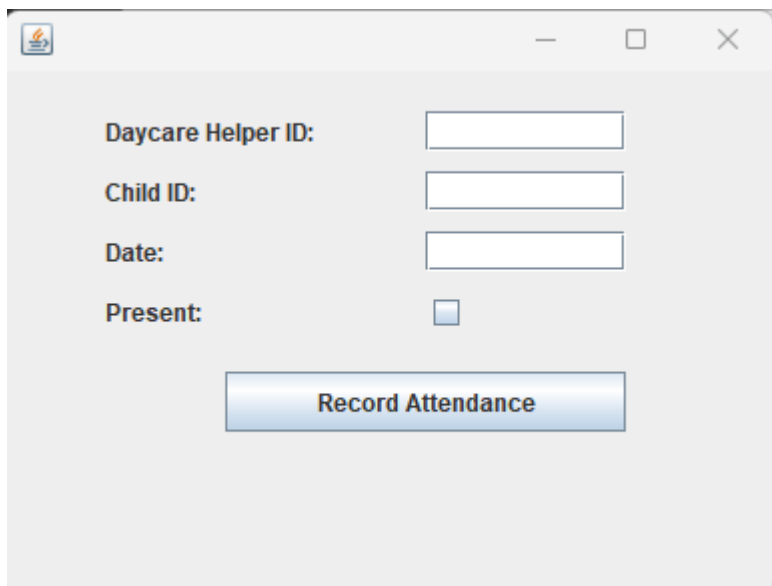 Daycare Helper ID:
Child ID:
Date:
Present:
Record Attendance